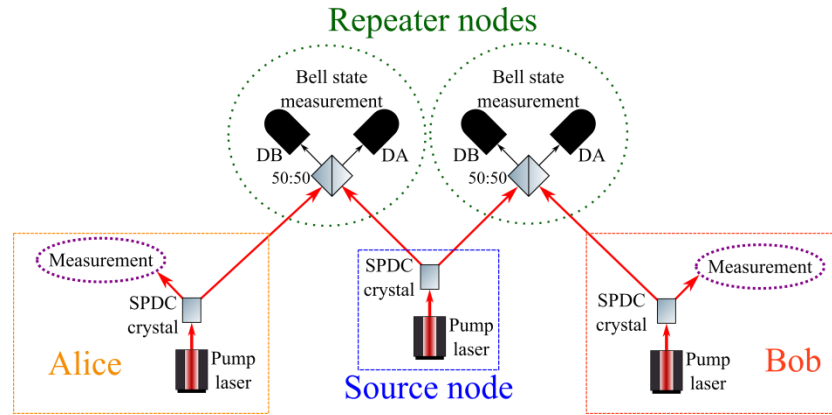 Repeater nodes
Bell state
measurement
DB
DA
50:50
Bell state
measurement
DB
DA
50:50
Measurement
SPDC
crystal
Pump
laser
Alice
SPDC
crystal
Pump
laser
Source node
Measurement
SPDC
crystal
Pump
laser
Bob